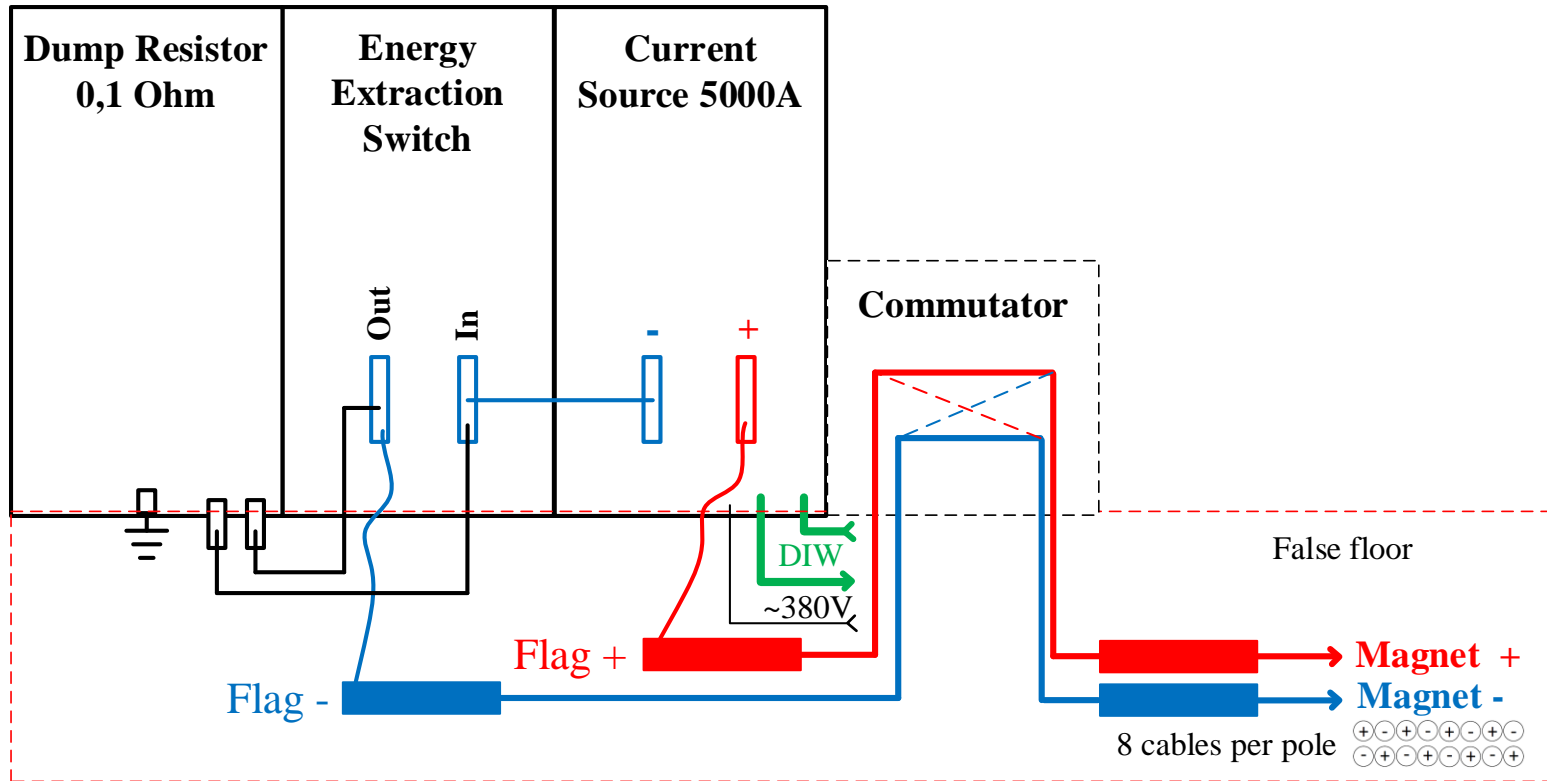 Dump Resistor
0,1 Ohm
Energy
Extraction
Switch
Current
Source 5000A
Commutator
Out
In
-
+
DIW
~380V
False floor
Flag +
Flag -
Magnet +
Magnet -
8 cables per pole
+ - + - + - + -
- + - + - + - +